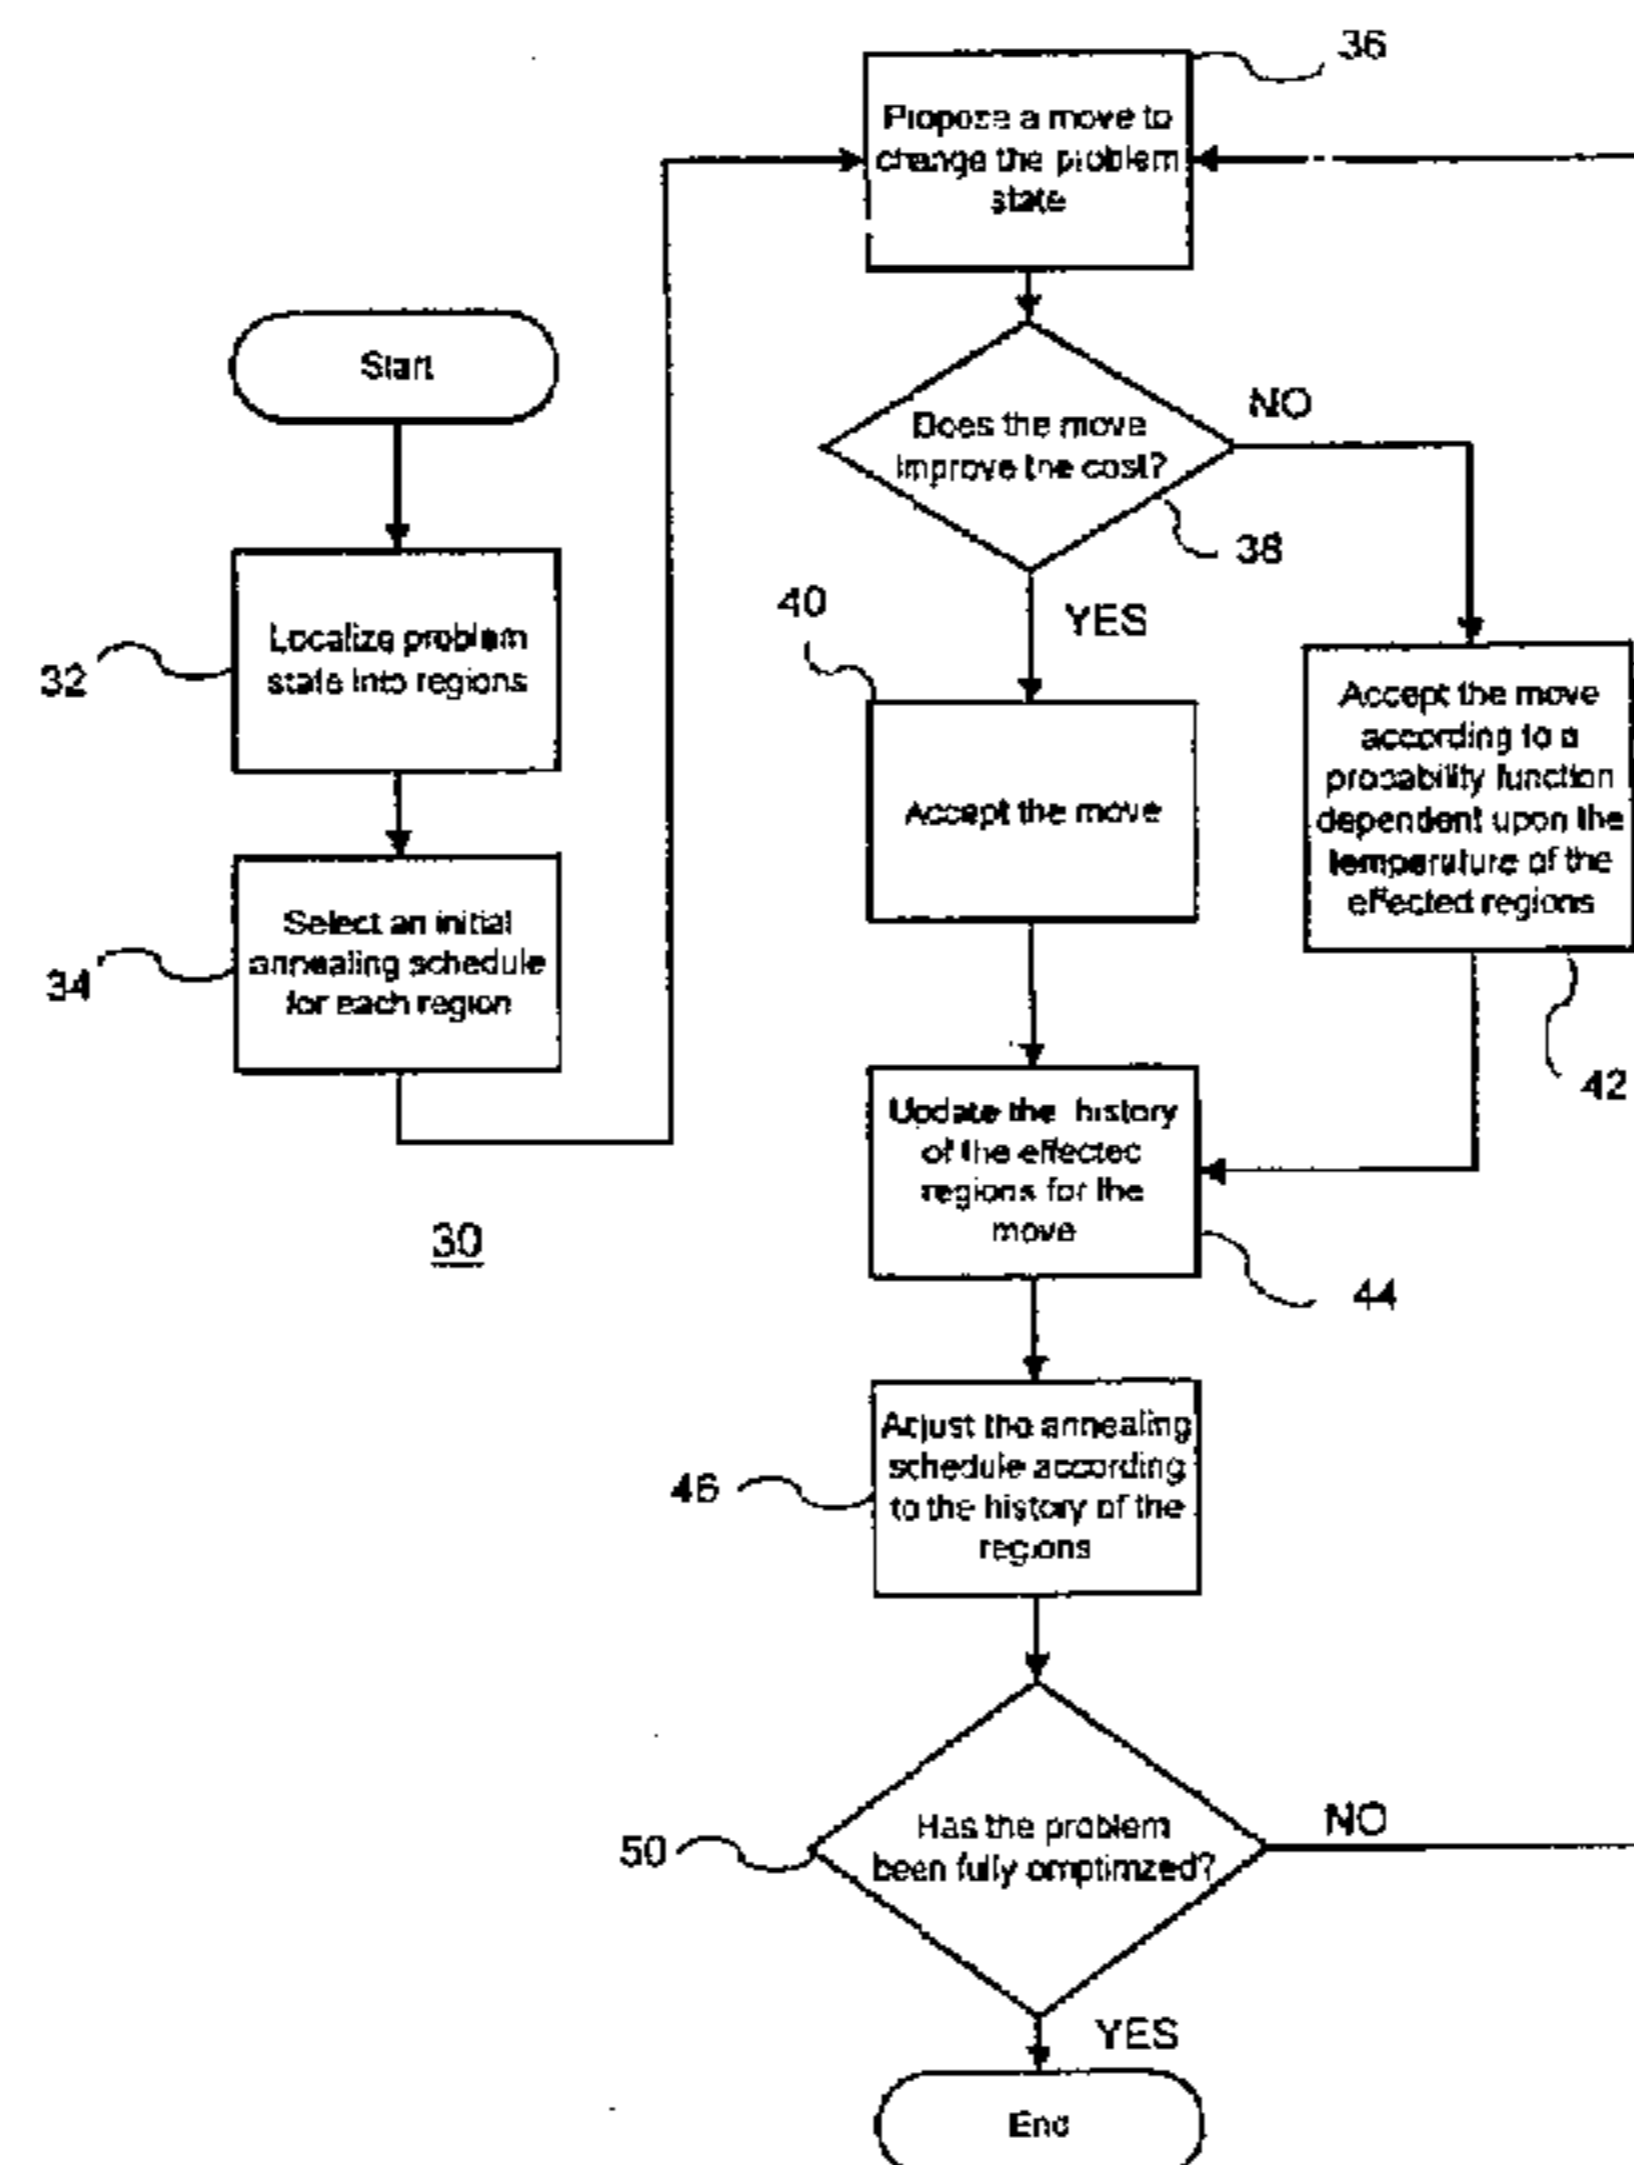 36
Propose a move to
change the problem
state
Start
Does the move
improve the cost?
NO
38
YES
32
Localize problem
state into regions
40
Accept the move
Accept the move
according to a
probability function
dependent upon the
temperature of the
effected regions
42
34
Select an initial
annealing schedule
for each region
30
Update the history
of the effected
regions for the
move
44
46
Adjust the annealing
schedule according
to the history of the
regions
50
Has the problem
been fully omptimzed?
NO
YES
End